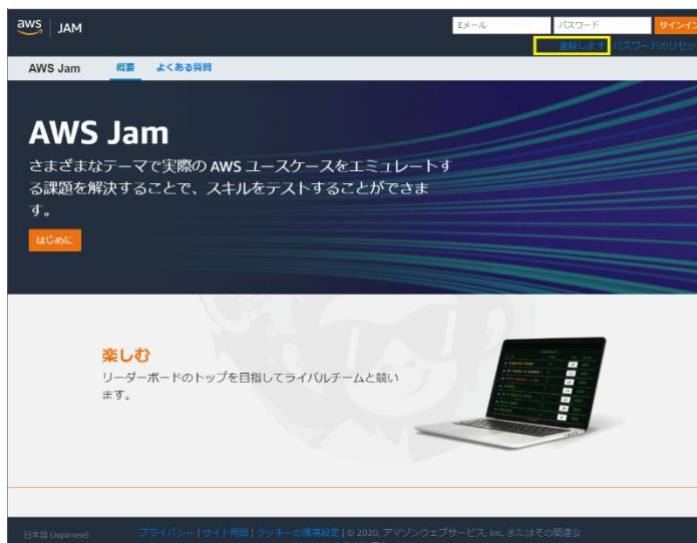 aws JAM
Eメール
パスワード
サインイン
登録します
パスワードのリセッ
AWS Jam 概要 よくある質問
AWS Jam
さまざまなテーマで実際の AWS ユースケースをエミュレートす
る課題を解決することで、スキルをテストすることができま
す。
はじめに
楽しむ
リーダーボードのトップを目指してライバルチームと競い
ます。
日本語 (Japanese)
プライバシー | サイト用語 | クッキーの環境設定 | © 2020, アマゾンウェブサービス, Inc. またはその関連会